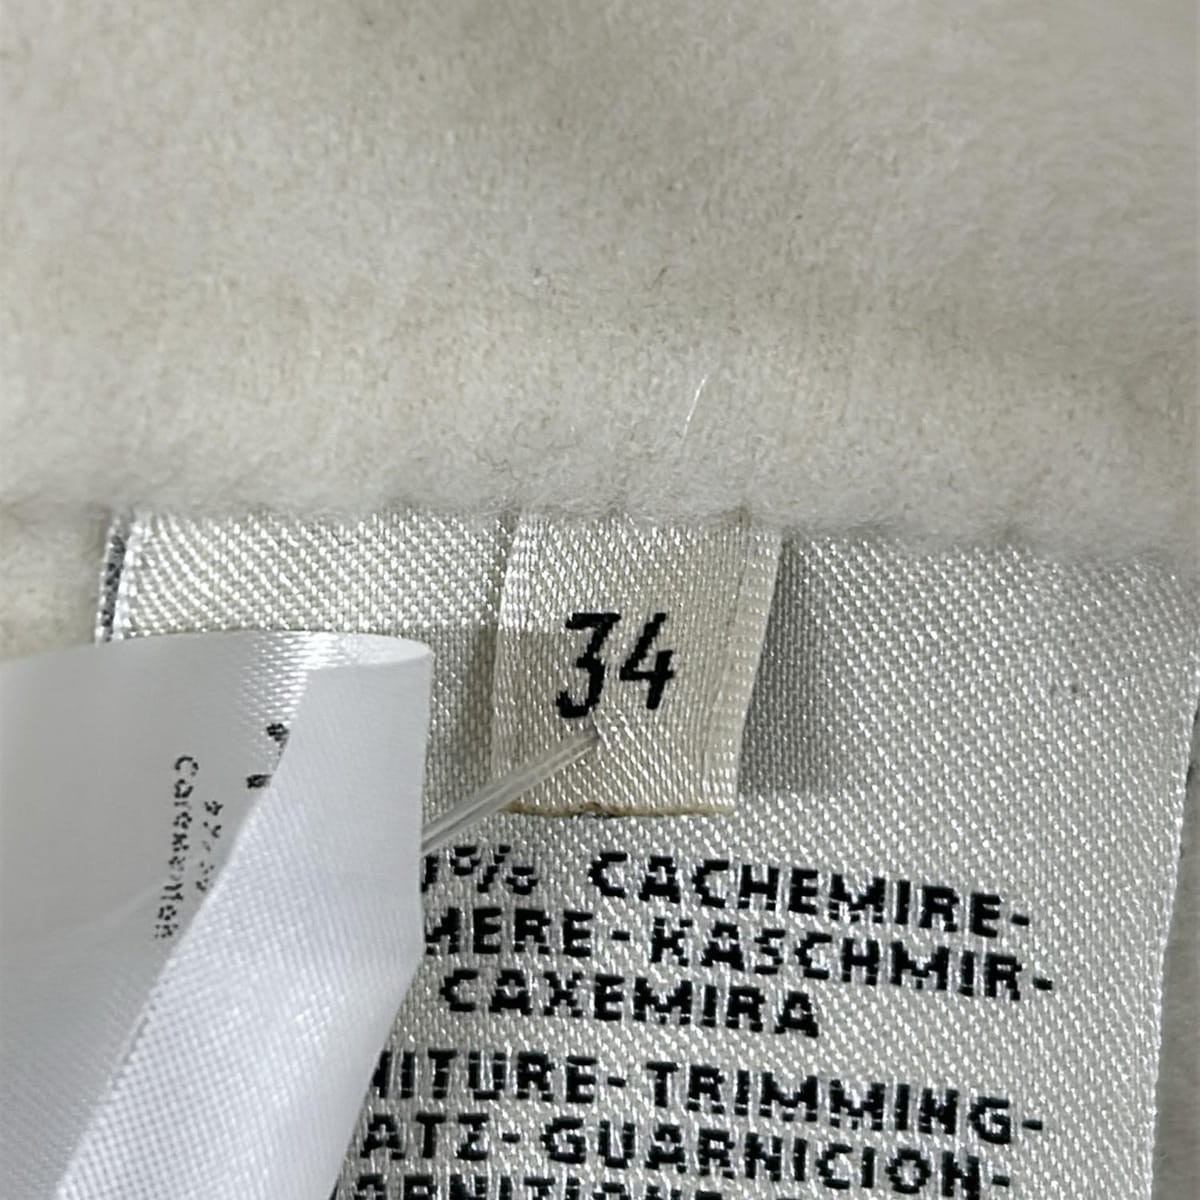 34
% CACHEMIRE-
MERE-KASCHMIR-
CAXEMIRA
NITURE-TRIMMING-
ATZ-GUARNICION-